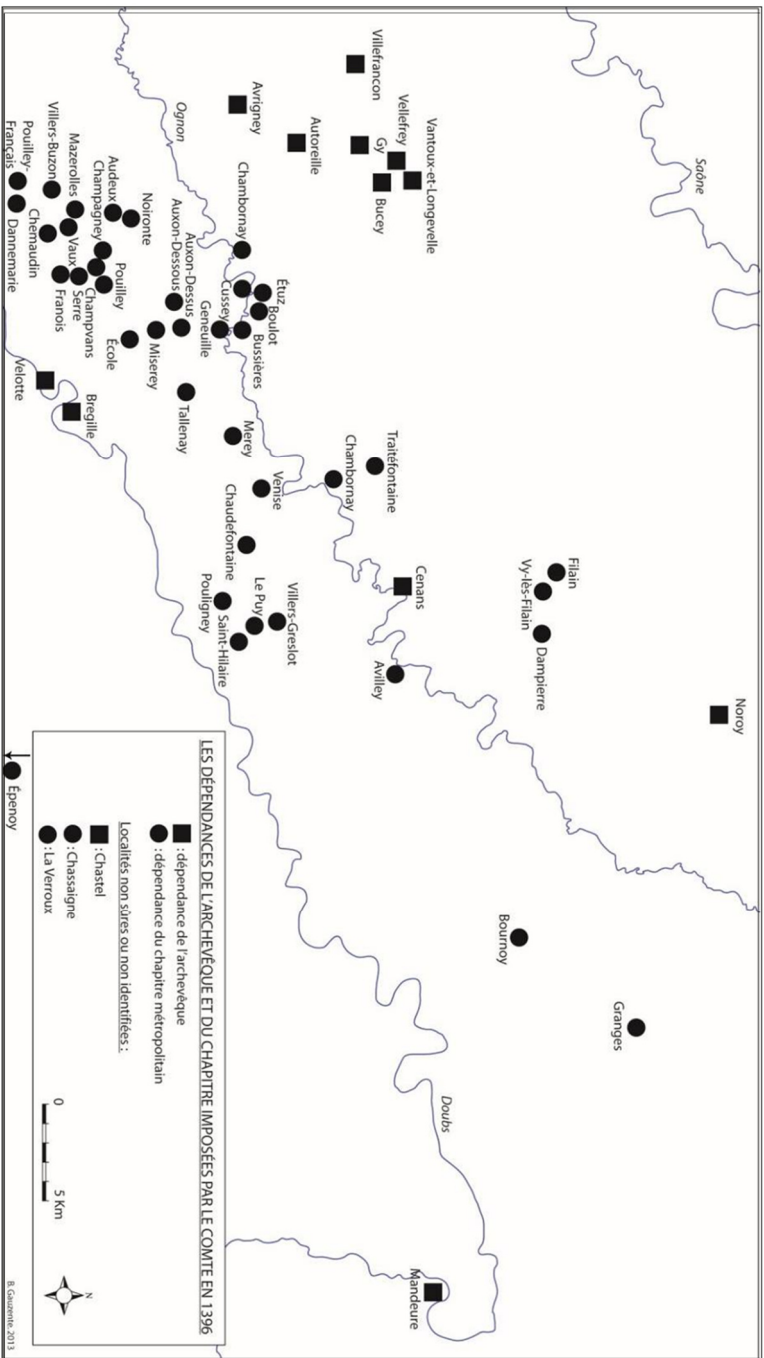 Saône
Noroy
Granges
Filain
Vy-lès-Filain
Dampierre
Bournoy
Vantoux-et-Longevelle
Vellefrey
Villefrancon
Gy
Bucey
Autoreille
Avrigney
Traitéfontaine
Chambornay
Cenans
Avilley
Doubs
Mandeure
Ognon
Chambornay
Étuz
Boulot
Cussey
Bussières
Geneuille
Auxon-Dessus
Auxon-Dessous
Venise
Merey
Chaudefontaine
Villers-Greslot
Le Puy
Saint-Hilaire
Pouligney
Tallenay
Miserey
École
Noironte
Audeux
Champagney
Pouilley
Champvans
Mazerolles
Vaux
Serre
Franois
Villers-Buzon
Chemaudin
Pouilley-
Français
Dannemarie
Velotte
Bregille
Épenoy
LES DÉPENDANCES DE L'ARCHEVÊQUE ET DU CHAPITRE IMPOSÉES PAR LE COMTE EN 1396
: dépendance de l'archevêque
: dépendance du chapitre métropolitain
Localités non sûres ou non identifiées :
: Chastel
: Chassaigne
: La Verroux
0 5 Km
N
B. Gauzente. 2013